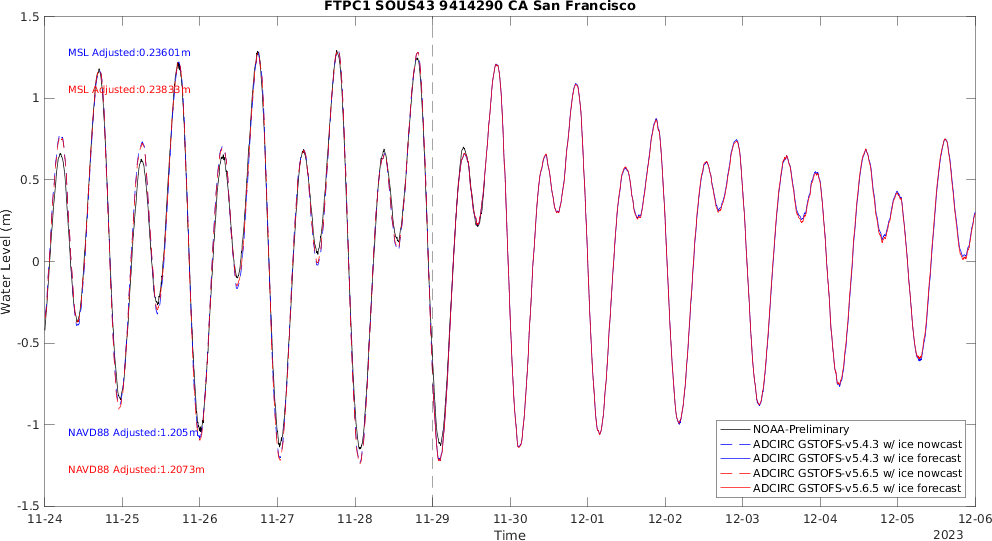 FTPC1 SOUS43 9414290 CA San Francisco
1.5
MSL Adjusted:0.23601m
MSL Adjusted:0.23833m
1
0.5
0
-0.5
-1
-1.5
Water Level (m)
NAVD88 Adjusted:1.205m
NAVD88 Adjusted:1.2073m
NOAA-Preliminary
ADCIRC GSTOFS-v5.4.3 w/ ice nowcast
ADCIRC GSTOFS-v5.4.3 w/ ice forecast
ADCIRC GSTOFS-v5.6.5 w/ ice nowcast
ADCIRC GSTOFS-v5.6.5 w/ ice forecast
11-24 11-25 11-26 11-27 11-28 11-29 11-30 12-01 12-02 12-03 12-04 12-05 12-06
Time
2023